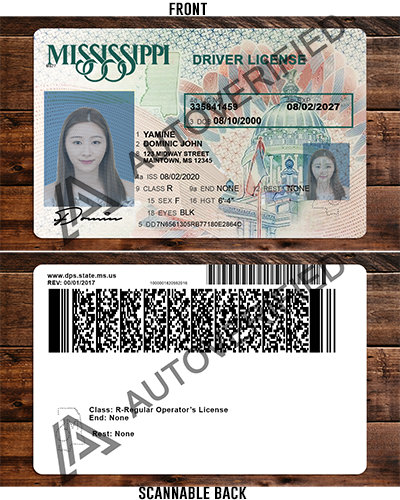 FRONT
MISSISSIPPI
DRIVER LICENSE
335841459
08/02/2027
3 DOB 08/10/2000
1 YAMINE
2 DOMINIC JOHN
123 MIDWAY STREET
MAINTOWN, MS 12345
4a ISS 08/02/2020
9 CLASS R 9a END NONE 12 REST NONE
15 SEX F 16 HGT 6'-4"
18 EYES BLK
5 DD7N6561305RB77180E2864C
AUTOVERIFIED
www.dps.state.ms.us
REV: 00/01/2017
Class: R-Regular Operator's License
End: None
Rest: None
AUTOVERIFIED
SCANNABLE BACK